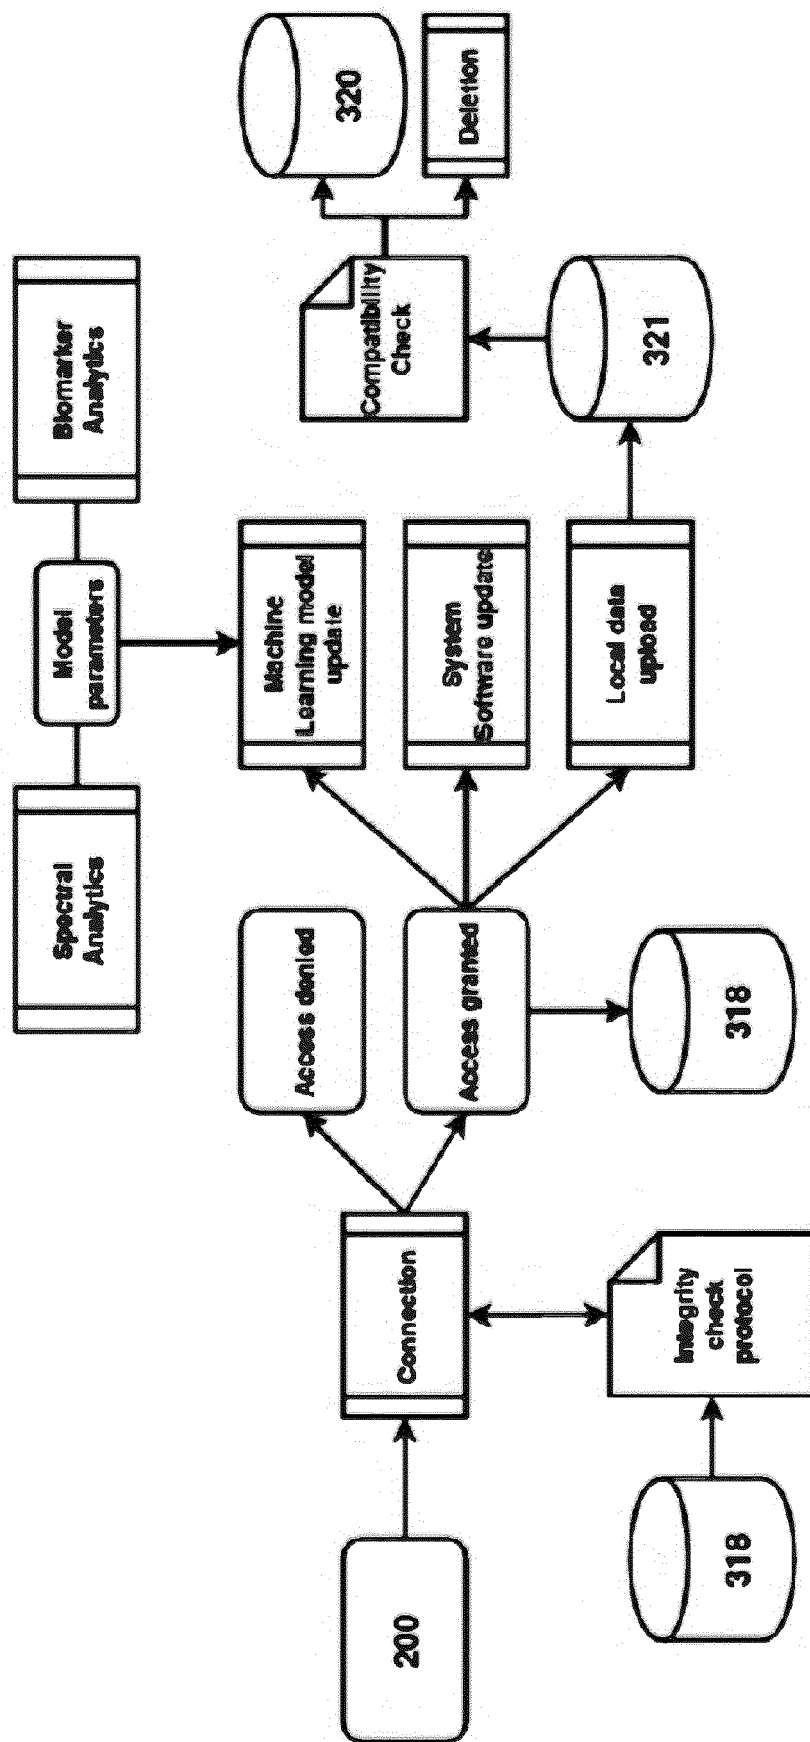 Spectral
Analytics
Model
parameters
Biomarker
Analytics
Access denied
Machine
Learning model
update
320
200
Connection
Access granted
System
Software update
Compatibility
Check
Deletion
318
Integrity
check
protocol
318
Local data
upload
321